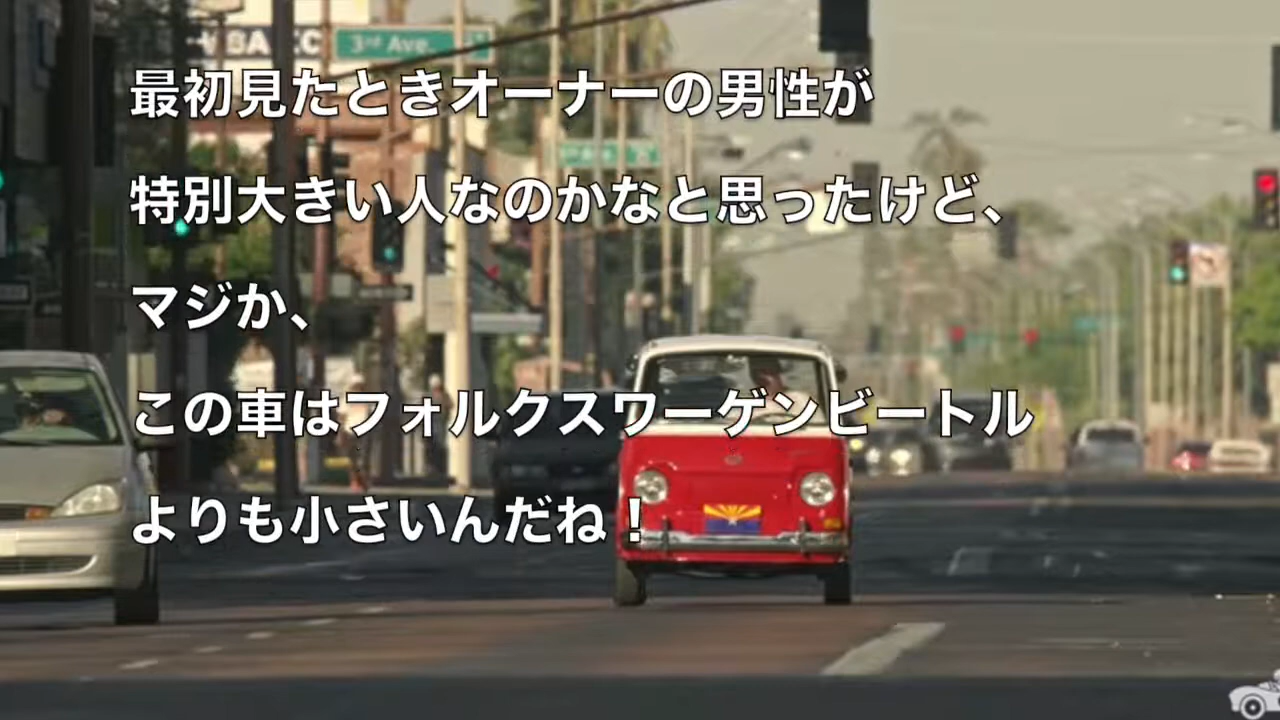 3rd Ave.
最初見たときオーナーの男性が
特別大きい人なのかなと思ったけど、
マジか、
この車はフォルクスワーゲンビートル
よりも小さいんだね！